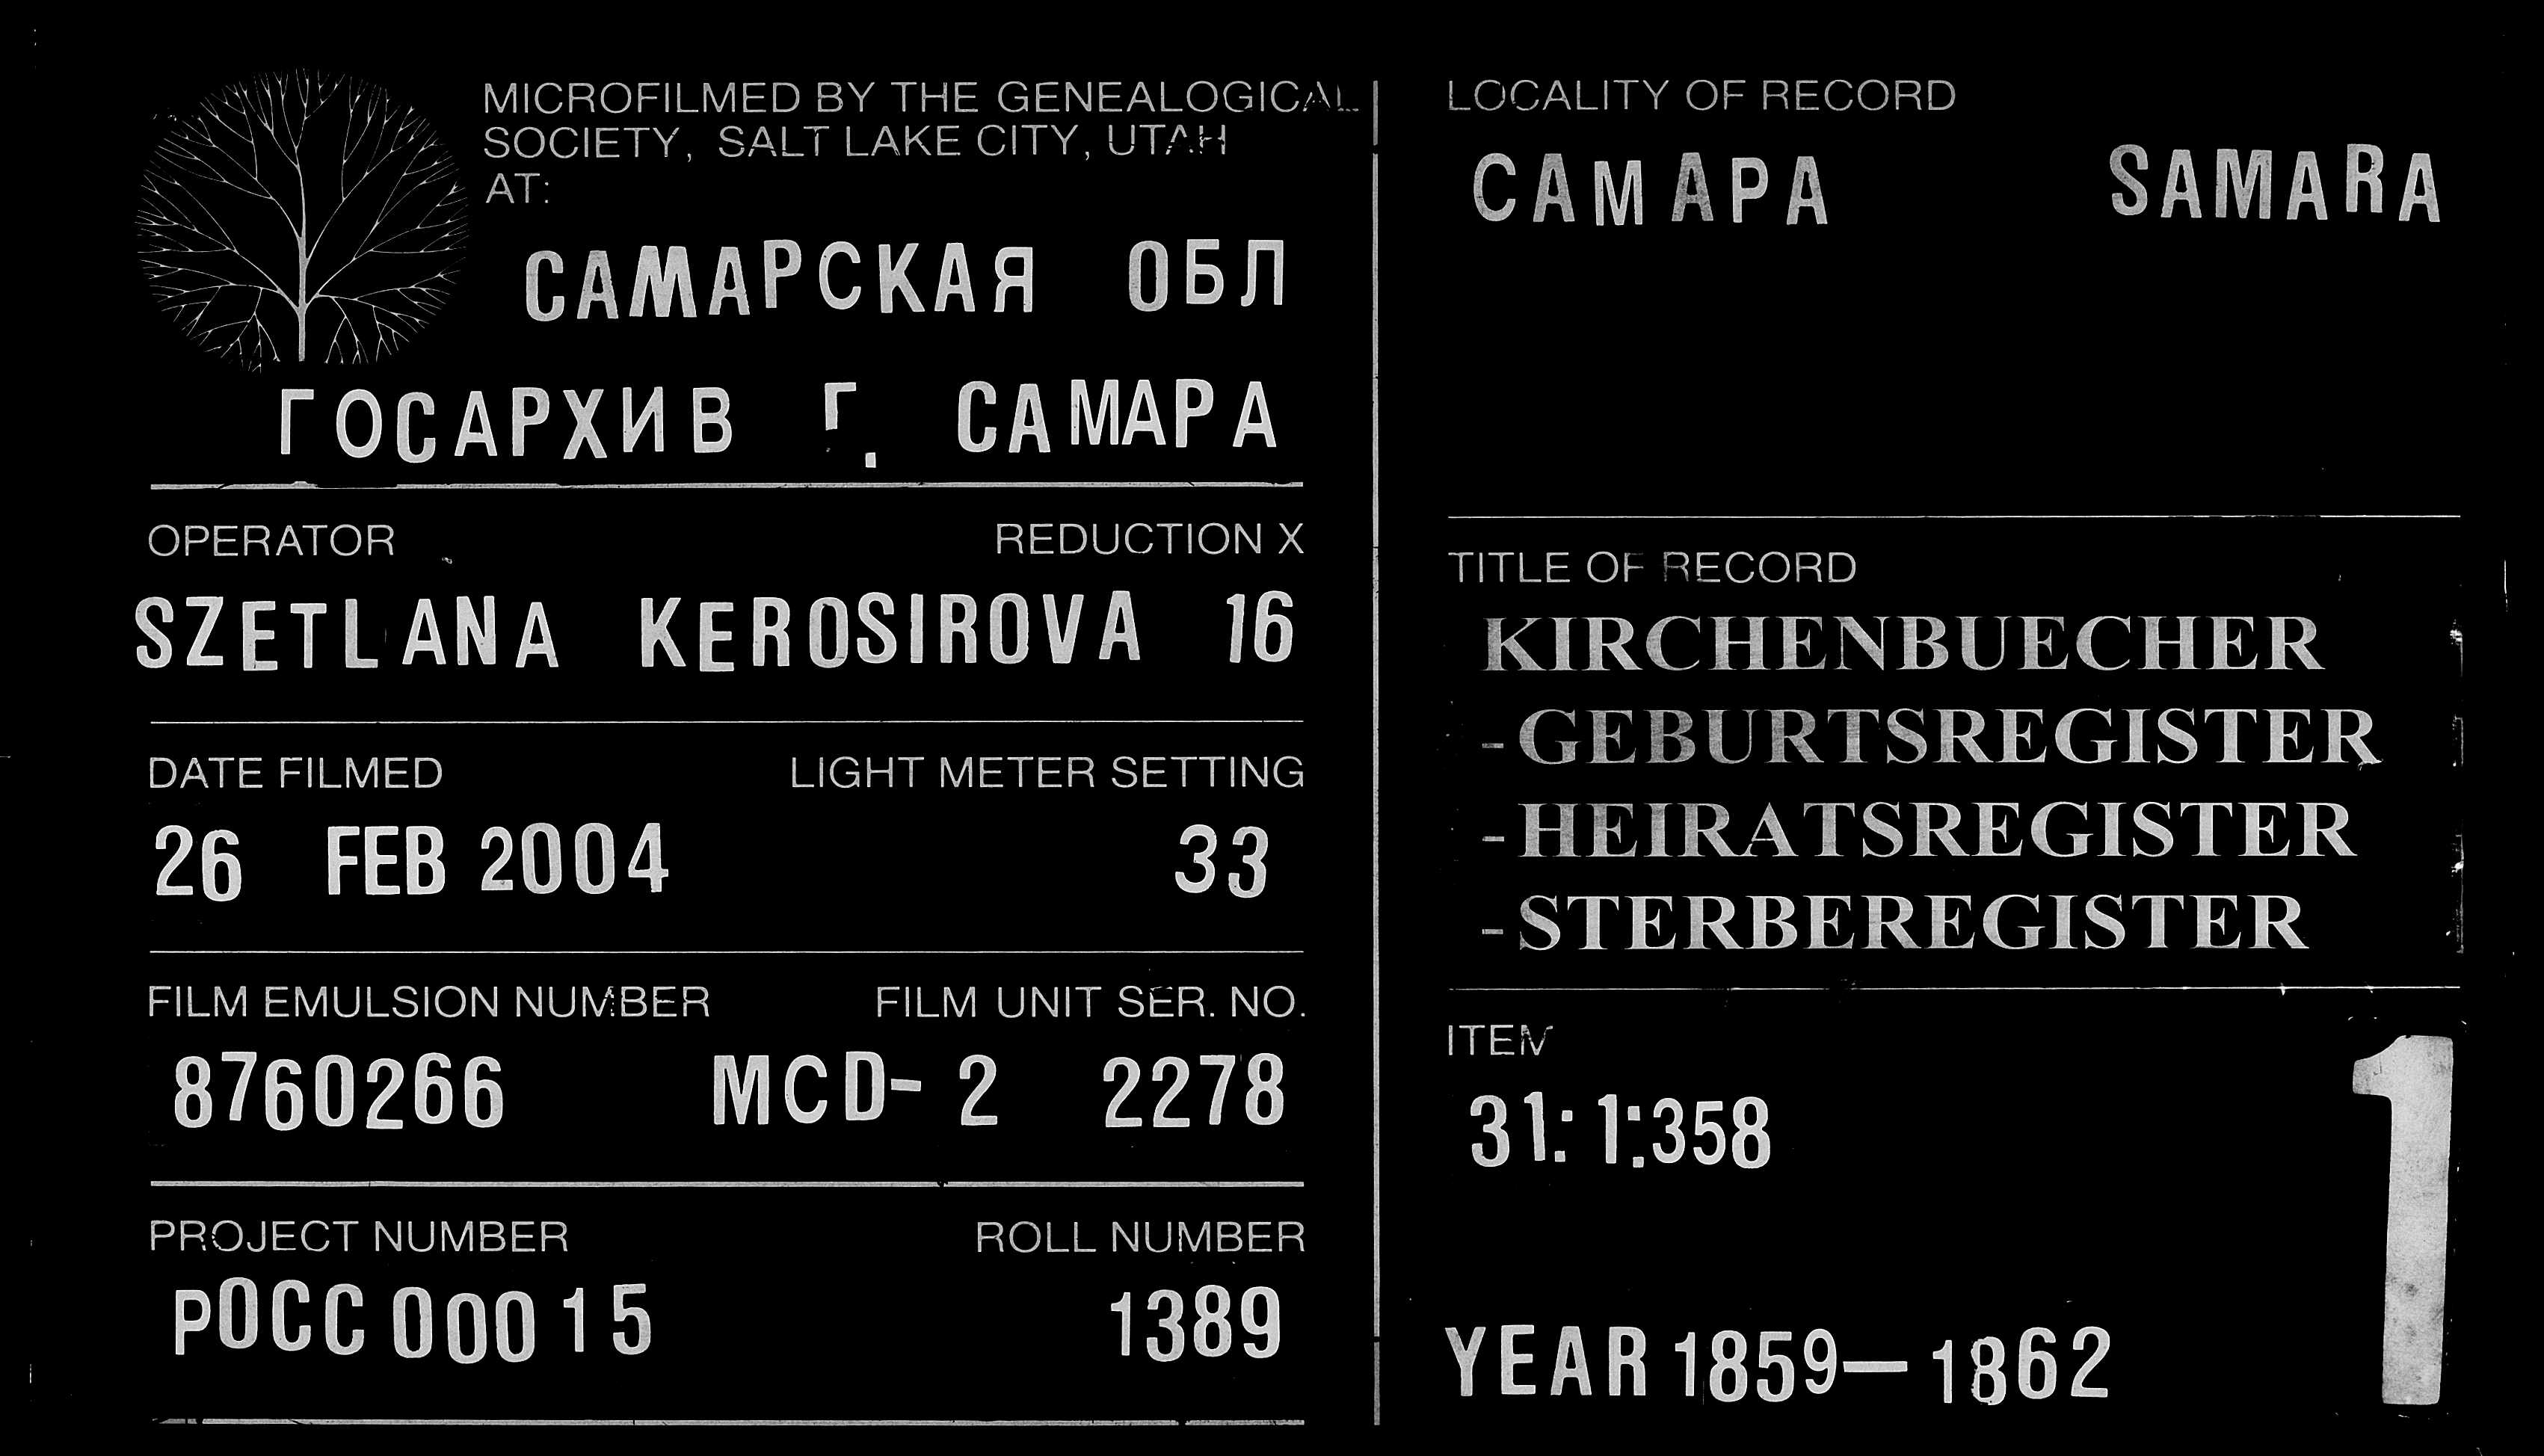 MICROFILMED BY THE GENEALOGICAL
SOCIETY, SALT LAKE CITY, UTAH
AT:
САМАРСКАЯ ОБЛ
ГОСАРХИВ Г. САМАРА
OPERATOR REDUCTION X
SZETLANA KEROSIROVA 16
DATE FILMED LIGHT METER SETTING
26 FEB 2004 33
FILM EMULSION NUMBER FILM UNIT SER. NO.
8760266 MCD-2 2278
PROJECT NUMBER ROLL NUMBER
РОСС 00015 1389
LOCALITY OF RECORD
САМАРА SAMARA
TITLE OF RECORD
KIRCHENBUECHER
-GEBURTSREGISTER
-HEIRATSREGISTER
-STERBEREGISTER
ITEM
31:1:358 1
YEAR 1859—1862